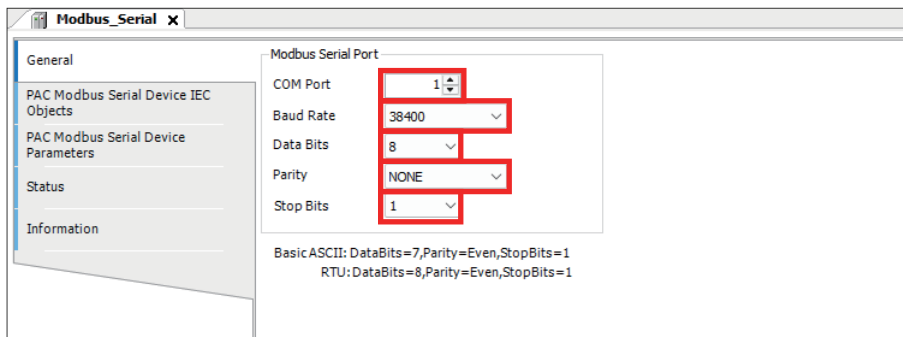 Modbus_Serial x
General
PAC Modbus Serial Device IEC
Objects
PAC Modbus Serial Device
Parameters
Status
Information
Modbus Serial Port
COM Port 1
Baud Rate 38400
Data Bits 8
Parity NONE
Stop Bits 1
Basic ASCII: DataBits=7,Parity=Even,StopBits=1
RTU: DataBits=8,Parity=Even,StopBits=1